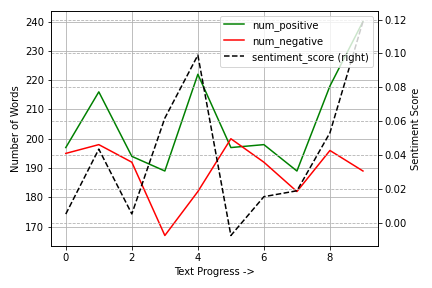 num_positive
num_negative
sentiment_score (right)
240
230
220
210
200
190
180
170
0.12
0.10
0.08
0.06
0.04
0.02
0.00
0 2 4 6 8
Number of Words
Sentiment Score
Text Progress ->